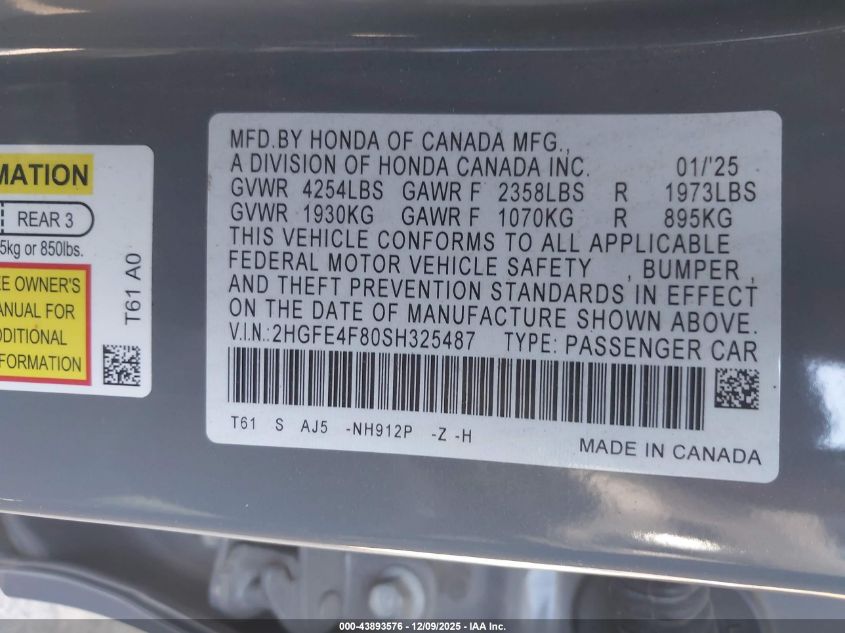 MATION
REAR 3
5kg or 850lbs.
EE OWNER'S
ANUAL FOR
DDITIONAL
FORMATION
T61 A0
MFD.BY HONDA OF CANADA MFG.,
A DIVISION OF HONDA CANADA INC. 01/'25
GVWR 4254LBS GAWR F 2358LBS R 1973LBS
GVWR 1930KG GAWR F 1070KG R 895KG
THIS VEHICLE CONFORMS TO ALL APPLICABLE
FEDERAL MOTOR VEHICLE SAFETY , BUMPER ,
AND THEFT PREVENTION STANDARDS IN EFFECT
ON THE DATE OF MANUFACTURE SHOWN ABOVE.
V.I.N.: 2HGFE4F80SH325487 TYPE: PASSENGER CAR
T61 S AJ5 -NH912P -Z -H
MADE IN CANADA
000-43893576 - 12/09/2025 - IAA Inc.